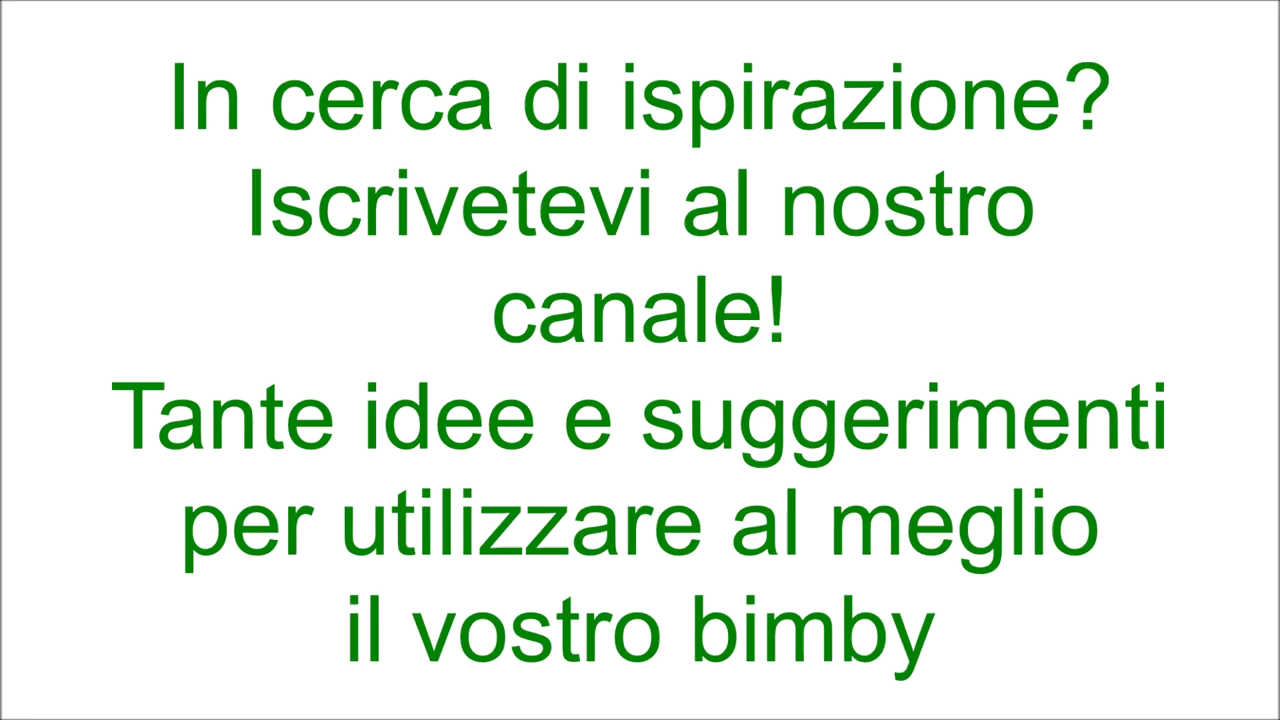 In cerca di ispirazione?
Iscrivetevi al nostro
canale!
Tante idee e suggerimenti
per utilizzare al meglio
il vostro bimby